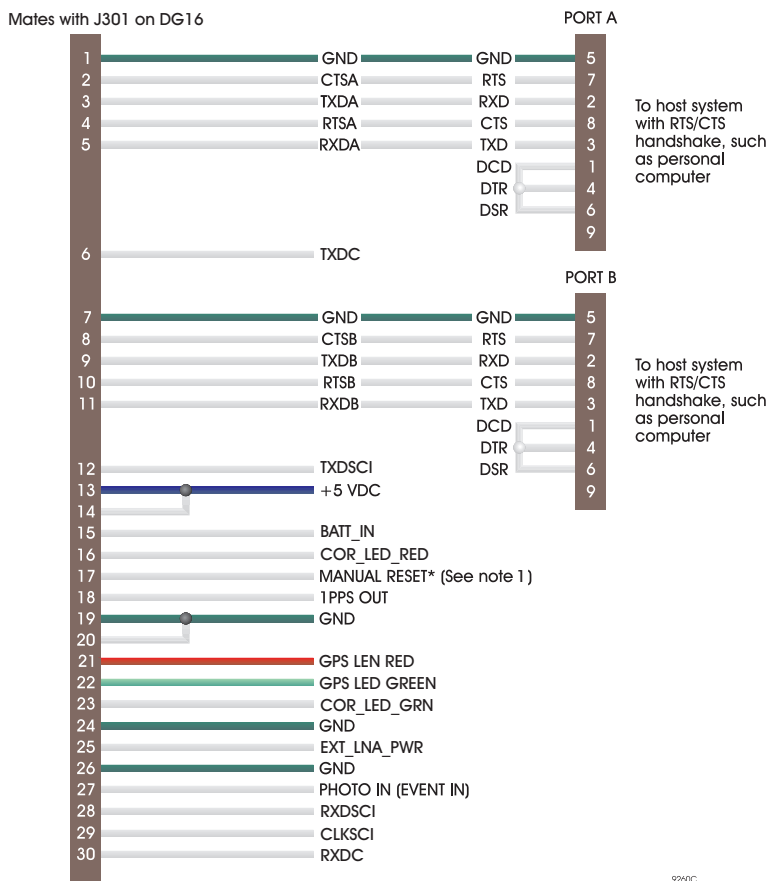 Mates with J301 on DG16
PORT A
1 GND GND 5
2 CTSA RTS 7
3 TXDA RXD 2
4 RTSA CTS 8
5 RXDA TXD 3
DCD 1
DTR 4
DSR 6
9
To host system
with RTS/CTS
handshake, such
as personal
computer
6 TXDC
PORT B
7 GND GND 5
8 CTSB RTS 7
9 TXDB RXD 2
10 RTSB CTS 8
11 RXDB TXD 3
DCD 1
DTR 4
DSR 6
9
To host system
with RTS/CTS
handshake, such
as personal
computer
12 TXDSCI
13 +5 VDC
14
15 BATT_IN
16 COR_LED_RED
17 MANUAL RESET* (See note 1)
18 1PPS OUT
19 GND
20
21 GPS LEN RED
22 GPS LED GREEN
23 COR_LED_GRN
24 GND
25 EXT_LNA_PWR
26 GND
27 PHOTO IN (EVENT IN)
28 RXDSCI
29 CLKSCI
30 RXDC
9260C